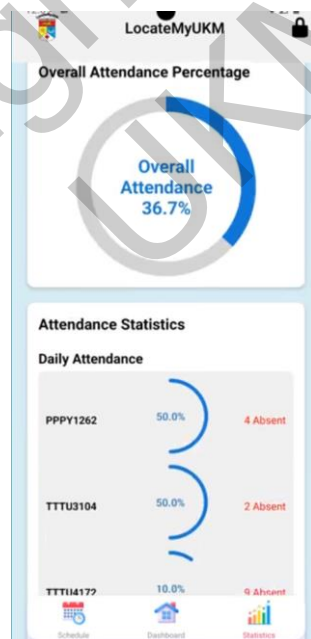 LocateMyUKM
Overall Attendance Percentage
Overall
Attendance
36.7%
Attendance Statistics
Daily Attendance
PPPY1262 50.0% 4 Absent
TTTU3104 50.0% 2 Absent
TTTU4172 10.0% 9 Absent
Schedule Dashboard Statistics